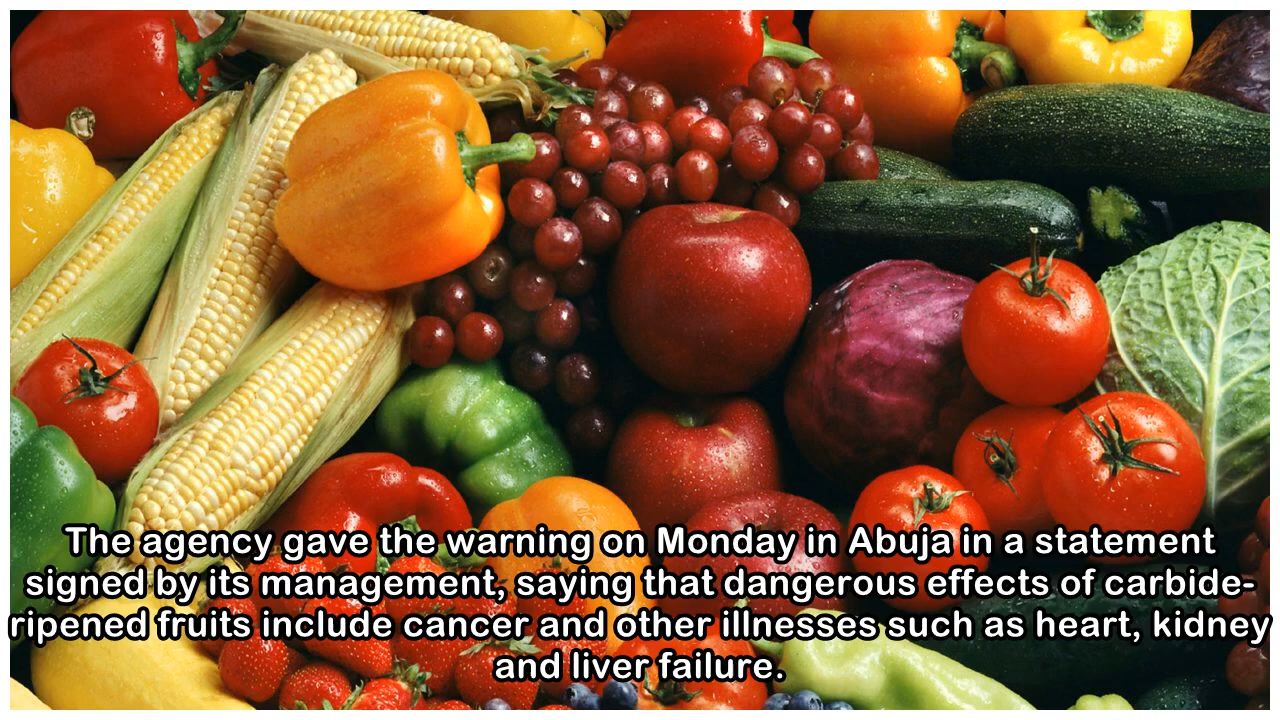 The agency gave the warning on Monday in Abuja in a statement
signed by its management, saying that dangerous effects of carbide-
ripened fruits include cancer and other illnesses such as heart, kidney
and liver failure.